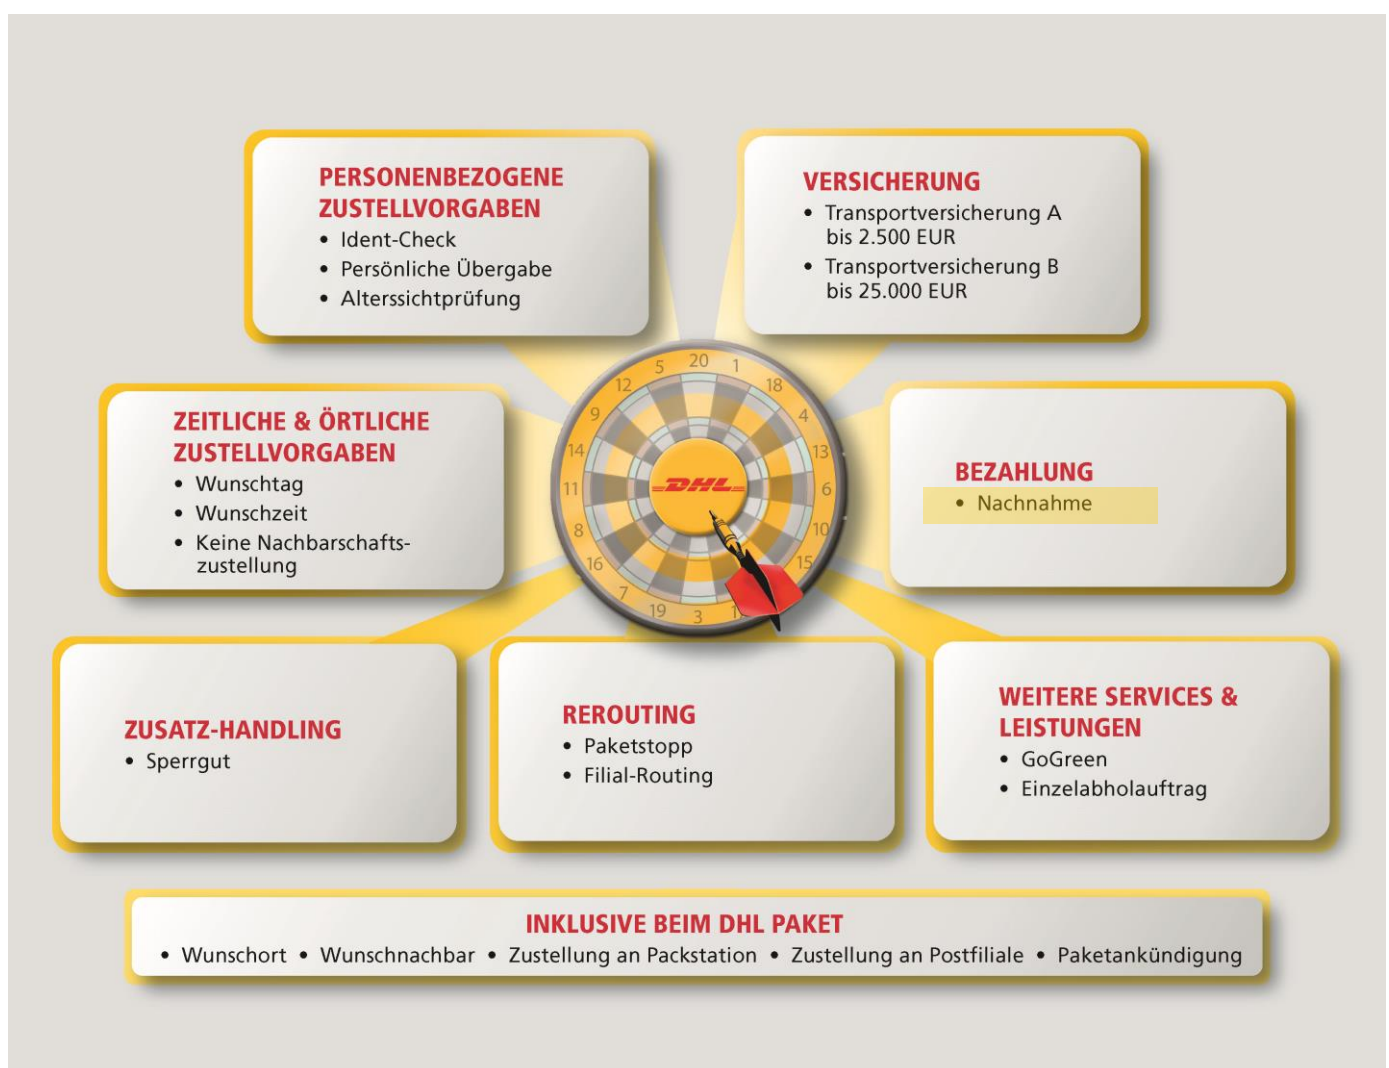 PERSONENBEZOGENE
ZUSTELLVORGABEN
• Ident-Check
• Persönliche Übergabe
• Alterssichtprüfung
VERSICHERUNG
• Transportversicherung A
bis 2.500 EUR
• Transportversicherung B
bis 25.000 EUR
ZEITLICHE & ÖRTLICHE
ZUSTELLVORGABEN
• Wunschtag
• Wunschzeit
• Keine Nachbarschafts-
zustellung
20
1
18
4
13
6
10
15
3
19
7
16
8
11
14
9
12
5
DHL
BEZAHLUNG
• Nachnahme
ZUSATZ-HANDLING
• Sperrgut
REROUTING
• Paketstopp
• Filial-Routing
WEITERE SERVICES &
LEISTUNGEN
• GoGreen
• Einzelabholauftrag
INKLUSIVE BEIM DHL PAKET
• Wunschort • Wunschnachbar • Zustellung an Packstation • Zustellung an Postfiliale • Paketankündigung